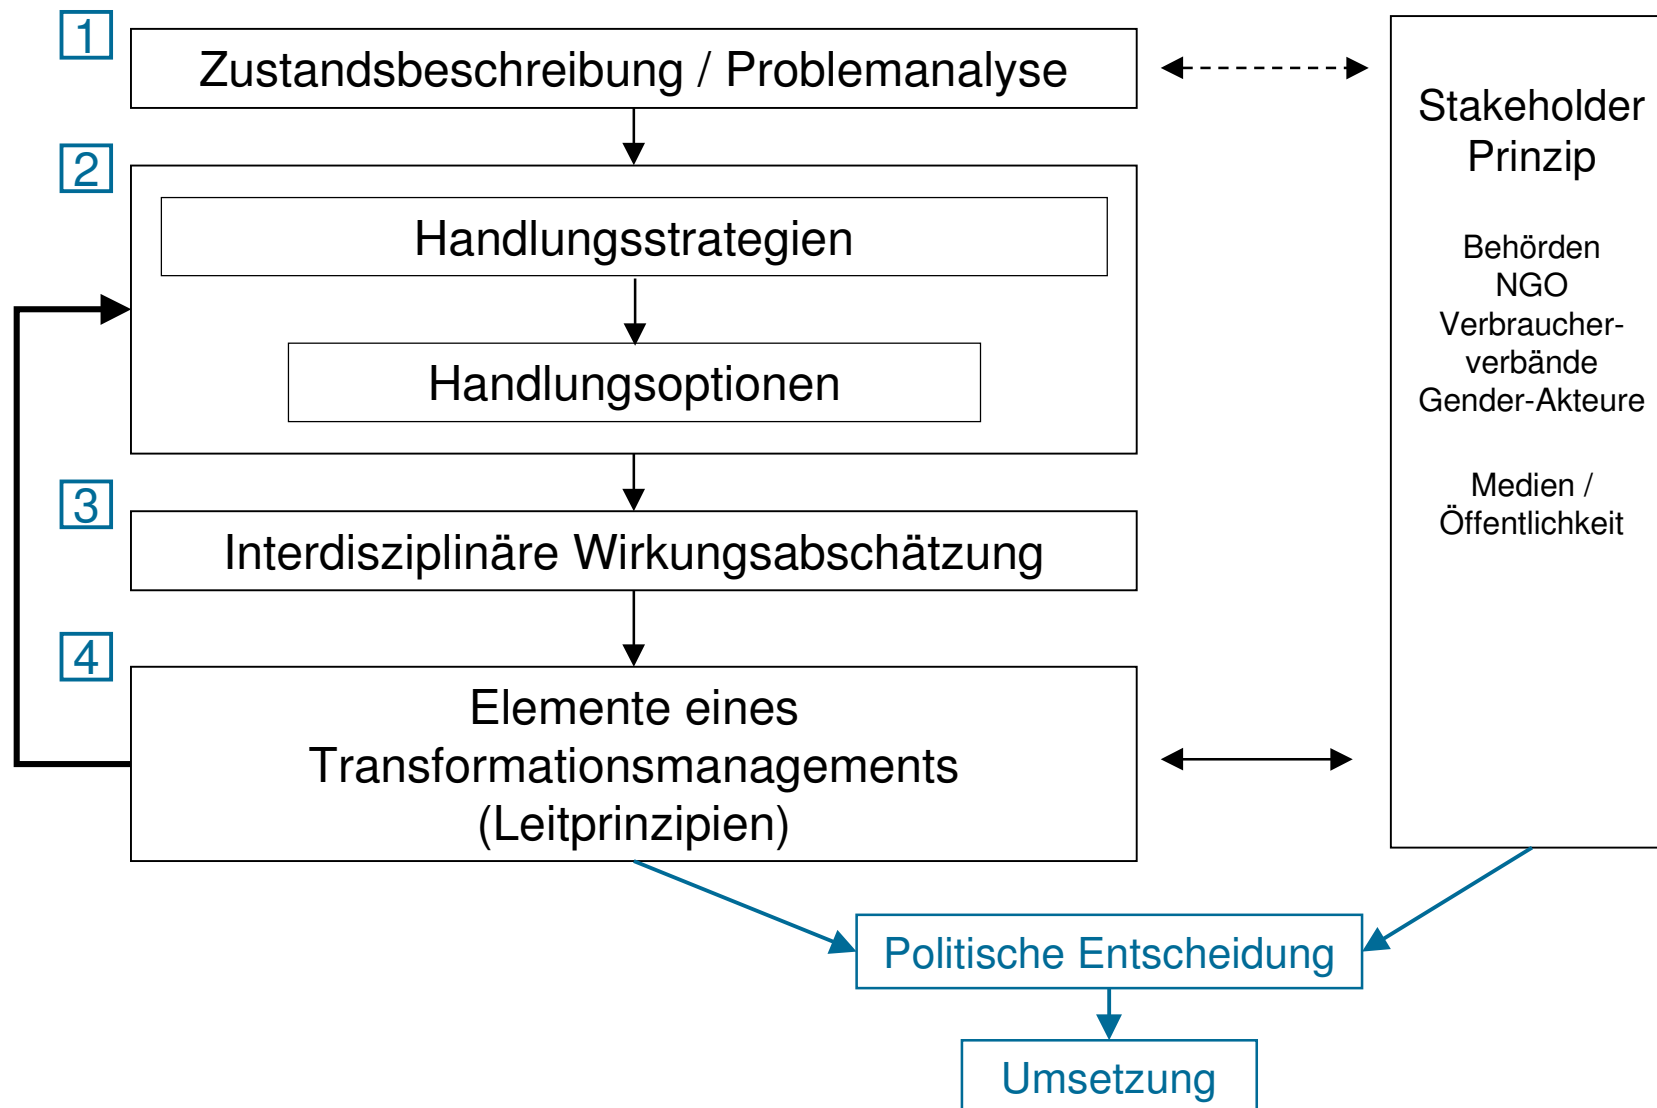 1
Zustandsbeschreibung / Problemanalyse
2
Handlungsstrategien
Handlungsoptionen
3
Interdisziplinäre Wirkungsabschätzung
4
Elemente eines
Transformationsmanagements
(Leitprinzipien)
Stakeholder
Prinzip
Behörden
NGO
Verbraucher-
verbände
Gender-Akteure
Medien /
Öffentlichkeit
Politische Entscheidung
Umsetzung